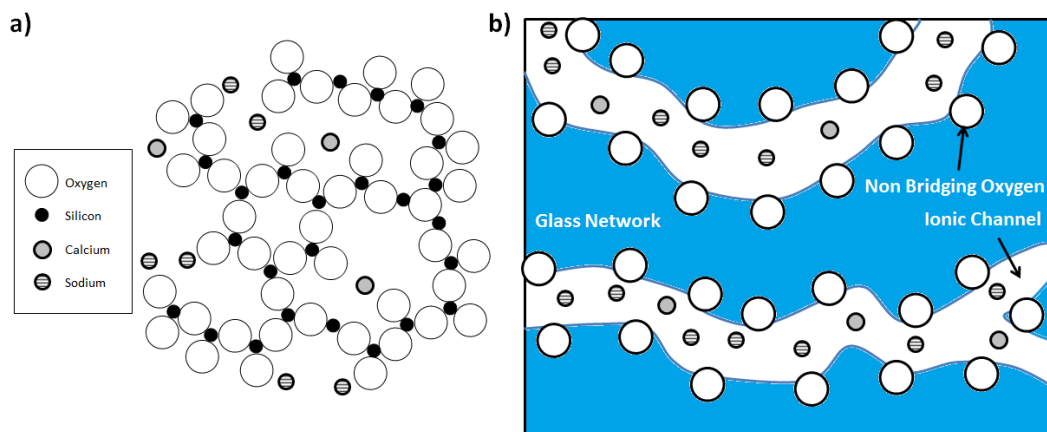 a)
Oxygen
Silicon
Calcium
Sodium
b)
Non Bridging Oxygen
Glass Network
Ionic Channel